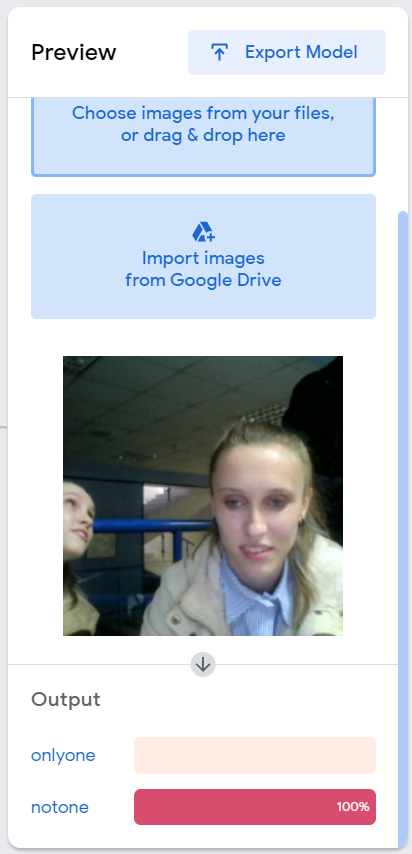 Preview
Export Model
Choose images from your files,
or drag & drop here
Import images
from Google Drive
Output
onlyone
notone
100%